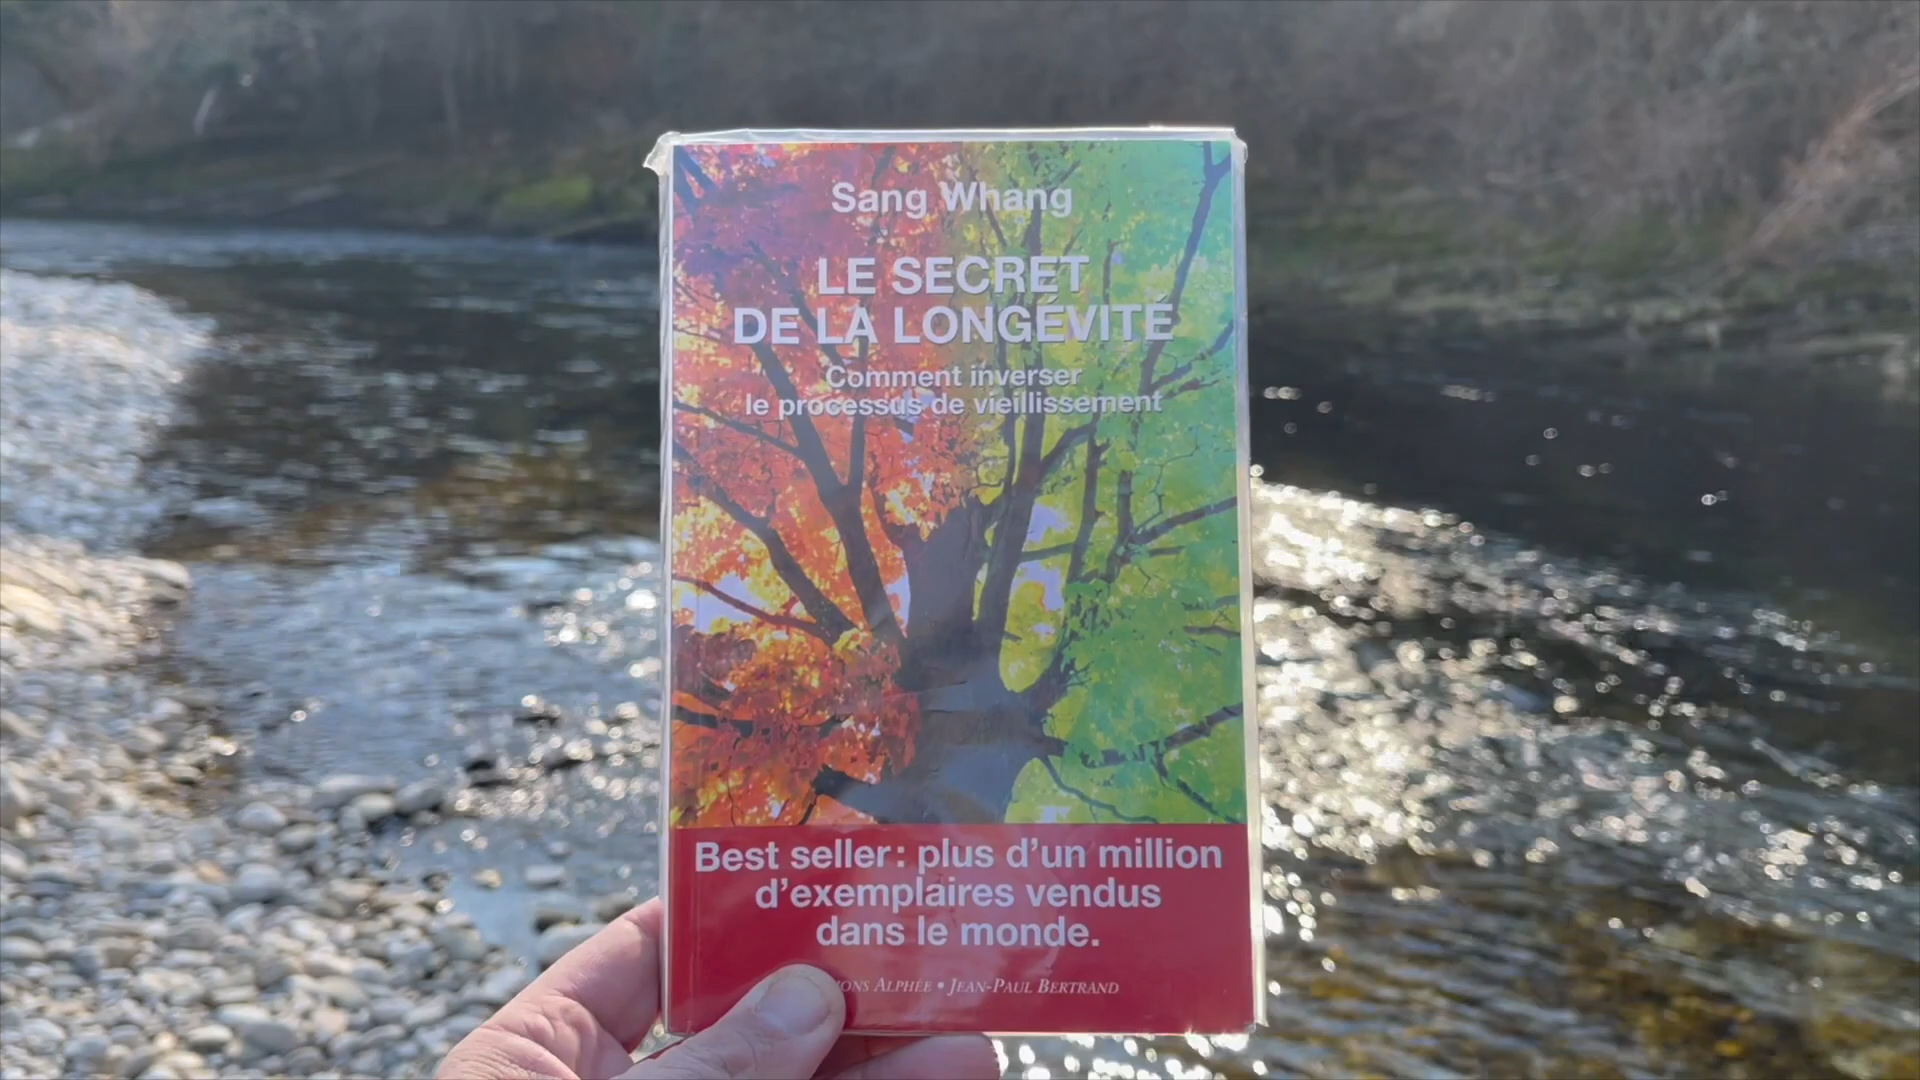 Sang Whang
LE SECRET
DE LA LONGÉVITÉ
Comment inverser
le processus de vieillissement
Best seller : plus d'un million
d'exemplaires vendus
dans le monde.
ALPHÉE • JEAN-PAUL BERTRAND